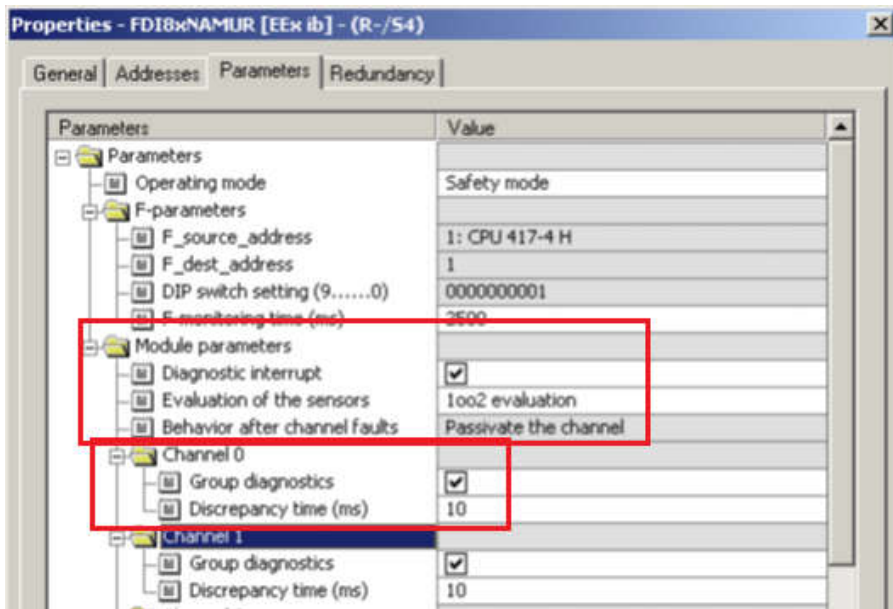 Properties - FDI8xNAMUR [EEx ib] - (R-/S4)
General Addresses Parameters Redundancy
Parameters Value
Parameters
Operating mode Safety mode
F-parameters
F_source_address 1: CPU 417-4 H
F_dest_address 1
DIP switch setting (9......0) 0000000001
F monitoring time (ms) 2500
Module parameters
Diagnostic interrupt
Evaluation of the sensors 1oo2 evaluation
Behavior after channel faults Passivate the channel
Channel 0
Group diagnostics
Discrepancy time (ms) 10
Channel 1
Group diagnostics
Discrepancy time (ms) 10